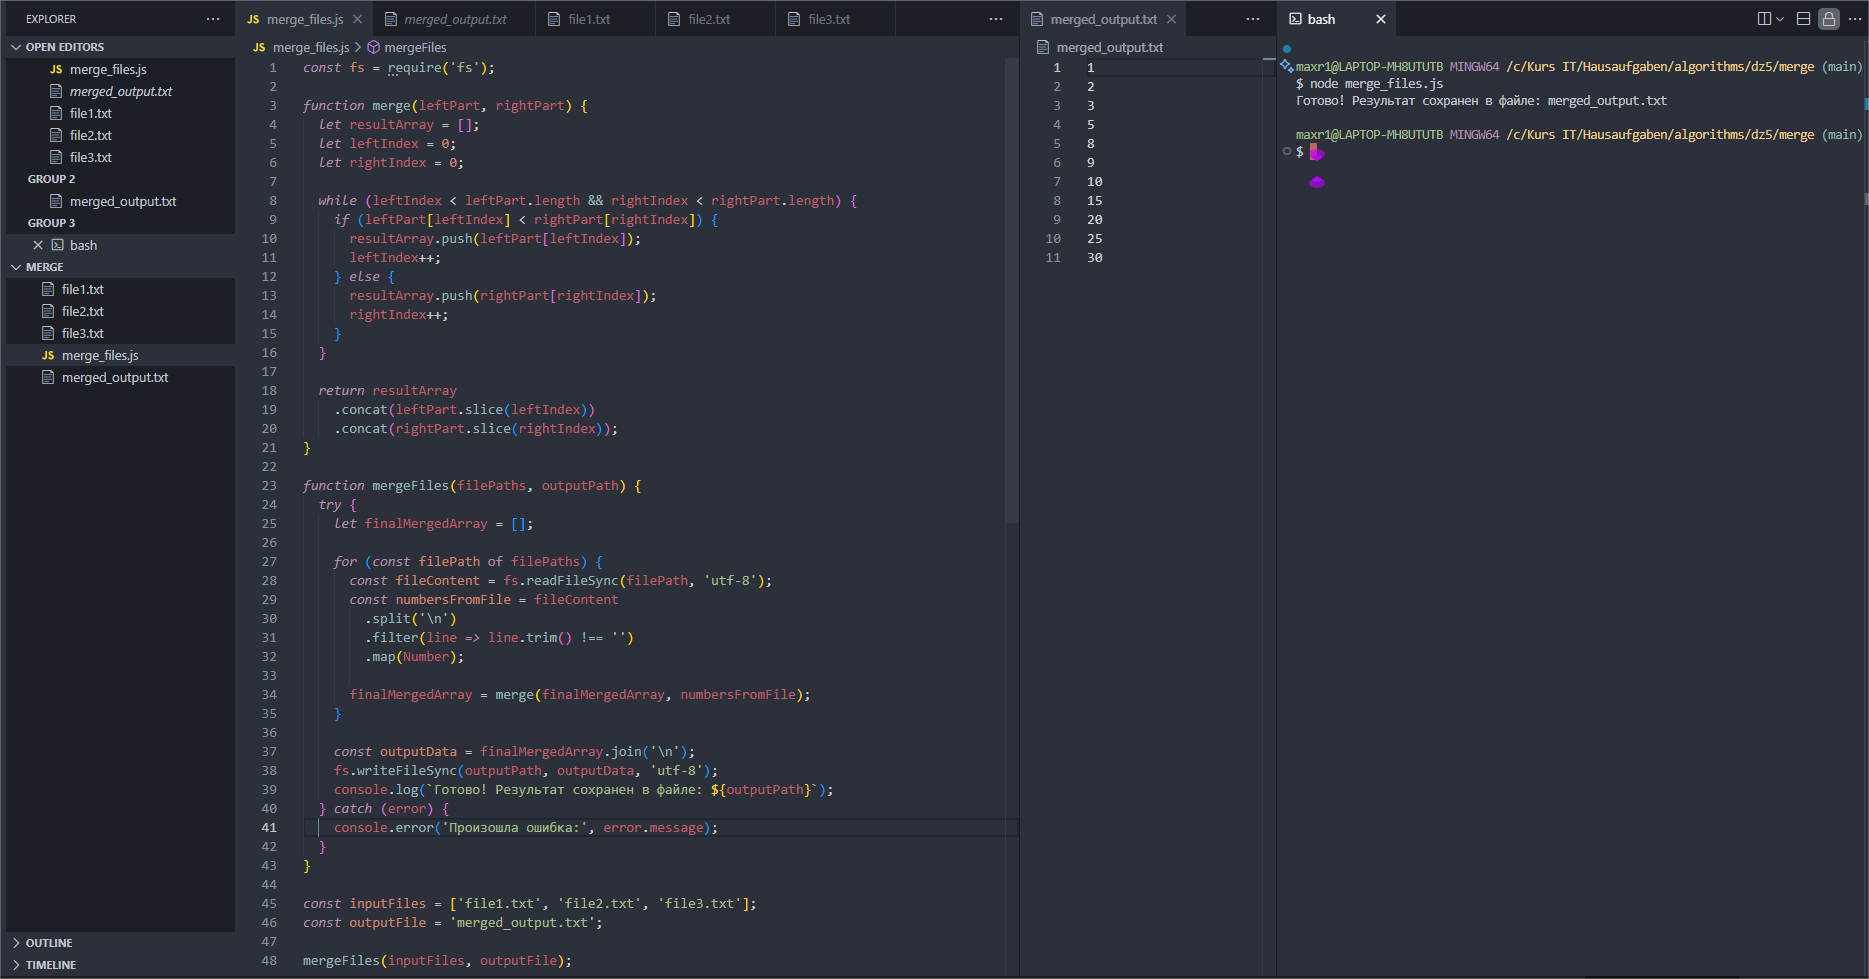 EXPLORER
OPEN EDITORS
JS merge_files.js
merged_output.txt
file1.txt
file2.txt
file3.txt
GROUP 2
merged_output.txt
GROUP 3
bash
MERGE
file1.txt
file2.txt
file3.txt
JS merge_files.js
merged_output.txt
OUTLINE
TIMELINE
JS merge_files.js
merged_output.txt
file1.txt
file2.txt
file3.txt
JS merge_files.js > mergeFiles
1 const fs = require('fs');
2
3 function merge(leftPart, rightPart) {
4 let resultArray = [];
5 let leftIndex = 0;
6 let rightIndex = 0;
7
8 while (leftIndex < leftPart.length && rightIndex < rightPart.length) {
9 if (leftPart[leftIndex] < rightPart[rightIndex]) {
10 resultArray.push(leftPart[leftIndex]);
11 leftIndex++;
12 } else {
13 resultArray.push(rightPart[rightIndex]);
14 rightIndex++;
15 }
16 }
17
18 return resultArray
19 .concat(leftPart.slice(leftIndex))
20 .concat(rightPart.slice(rightIndex));
21 }
22
23 function mergeFiles(filePaths, outputPath) {
24 try {
25 let finalMergedArray = [];
26
27 for (const filePath of filePaths) {
28 const fileContent = fs.readFileSync(filePath, 'utf-8');
29 const numbersFromFile = fileContent
30 .split('\n')
31 .filter(line => line.trim() !== '')
32 .map(Number);
33
34 finalMergedArray = merge(finalMergedArray, numbersFromFile);
35 }
36
37 const outputData = finalMergedArray.join('\n');
38 fs.writeFileSync(outputPath, outputData, 'utf-8');
39 console.log(`Готово! Результат сохранен в файле: ${outputPath}`);
40 } catch (error) {
41 console.error('Произошла ошибка:', error.message);
42 }
43 }
44
45 const inputFiles = ['file1.txt', 'file2.txt', 'file3.txt'];
46 const outputFile = 'merged_output.txt';
47
48 mergeFiles(inputFiles, outputFile);
merged_output.txt
merged_output.txt
1 1
2 2
3 3
4 5
5 8
6 9
7 10
8 15
9 20
10 25
11 30
bash
maxr1@LAPTOP-MH8UTUTB MINGW64 /c/Kurs IT/Hausaufgaben/algorithms/dz5/merge (main)
$ node merge_files.js
Готово! Результат сохранен в файле: merged_output.txt
maxr1@LAPTOP-MH8UTUTB MINGW64 /c/Kurs IT/Hausaufgaben/algorithms/dz5/merge (main)
$